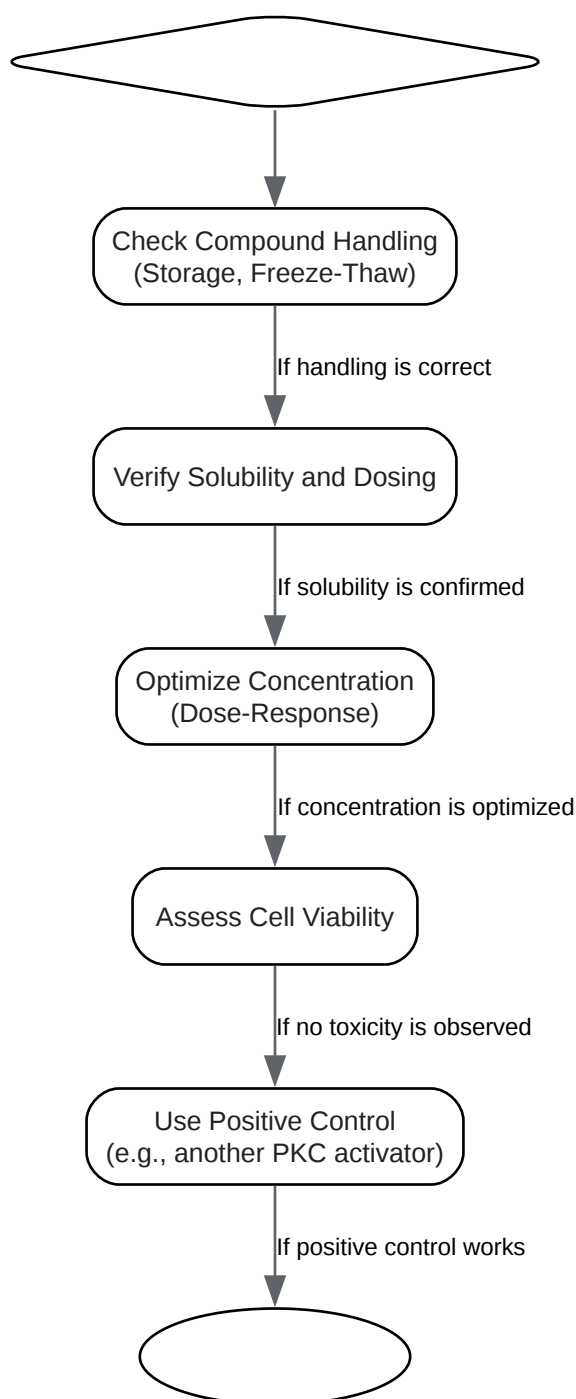 Check Compound Handling
(Storage, Freeze-Thaw)
If handling is correct
Verify Solubility and Dosing
If solubility is confirmed
Optimize Concentration
(Dose-Response)
If concentration is optimized
Assess Cell Viability
If no toxicity is observed
Use Positive Control
(e.g., another PKC activator)
If positive control works